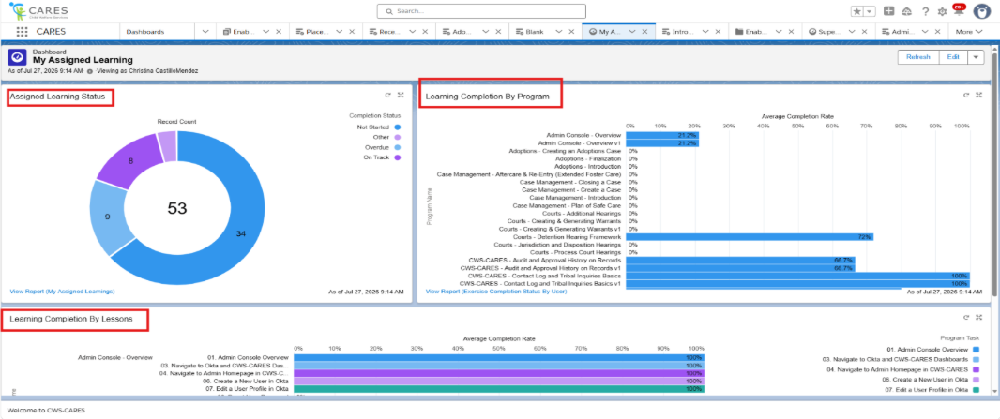 CARES
Child Welfare Services
Search...
20+
CARES
Dashboards
Enab...
Place...
Rece...
Ado...
Blank
My A...
Intro...
Enab...
Supe...
Admi...
More
Dashboard
My Assigned Learning
As of Jul 27, 2026 9:14 AM Viewing as Christina CastilloMendez
Refresh
Edit
Assigned Learning Status
Record Count
Completion Status
Not Started
Other
Overdue
On Track
8
9
53
34
View Report (My Assigned Learnings)
As of Jul 27, 2026 9:14 AM
Learning Completion By Program
Average Completion Rate
0% 10% 20% 30% 40% 50% 60% 70% 80% 90% 100%
Program Name
Admin Console - Overview 21.2%
Admin Console - Overview v1 21.2%
Adoptions - Creating an Adoptions Case 0%
Adoptions - Finalization 0%
Adoptions - Introduction 0%
Case Management - Aftercare & Re-Entry (Extended Foster Care) 0%
Case Management - Closing a Case 0%
Case Management - Create a Case 0%
Case Management - Introduction 0%
Case Management - Plan of Safe Care 0%
Courts - Additional Hearings 0%
Courts - Creating & Generating Warrants 0%
Courts - Creating & Generating Warrants v1 0%
Courts - Detention Hearing Framework 72%
Courts - Jurisdiction and Disposition Hearings 0%
Courts - Process Court Hearings 0%
CWS-CARES - Audit and Approval History on Records 66.7%
CWS-CARES - Audit and Approval History on Records v1 66.7%
CWS-CARES - Contact Log and Tribal Inquiries Basics 100%
CWS-CARES - Contact Log and Tribal Inquiries Basics v1 100%
View Report (Exercise Completion Status By User)
As of Jul 27, 2026 9:14 AM
Learning Completion By Lessons
Average Completion Rate
0% 10% 20% 30% 40% 50% 60% 70% 80% 90% 100%
Admin Console - Overview
01. Admin Console Overview 100%
03. Navigate to Okta and CWS-CARES Das... 100%
04. Navigate to Admin Homepage in CWS-C... 100%
06. Create a New User in Okta 100%
07. Edit a User Profile in Okta 100%
Program Task
01. Admin Console Overview
03. Navigate to Okta and CWS-CARES Dashboards
04. Navigate to Admin Homepage in CWS-CARES
06. Create a New User in Okta
07. Edit a User Profile in Okta
Welcome to CWS-CARES